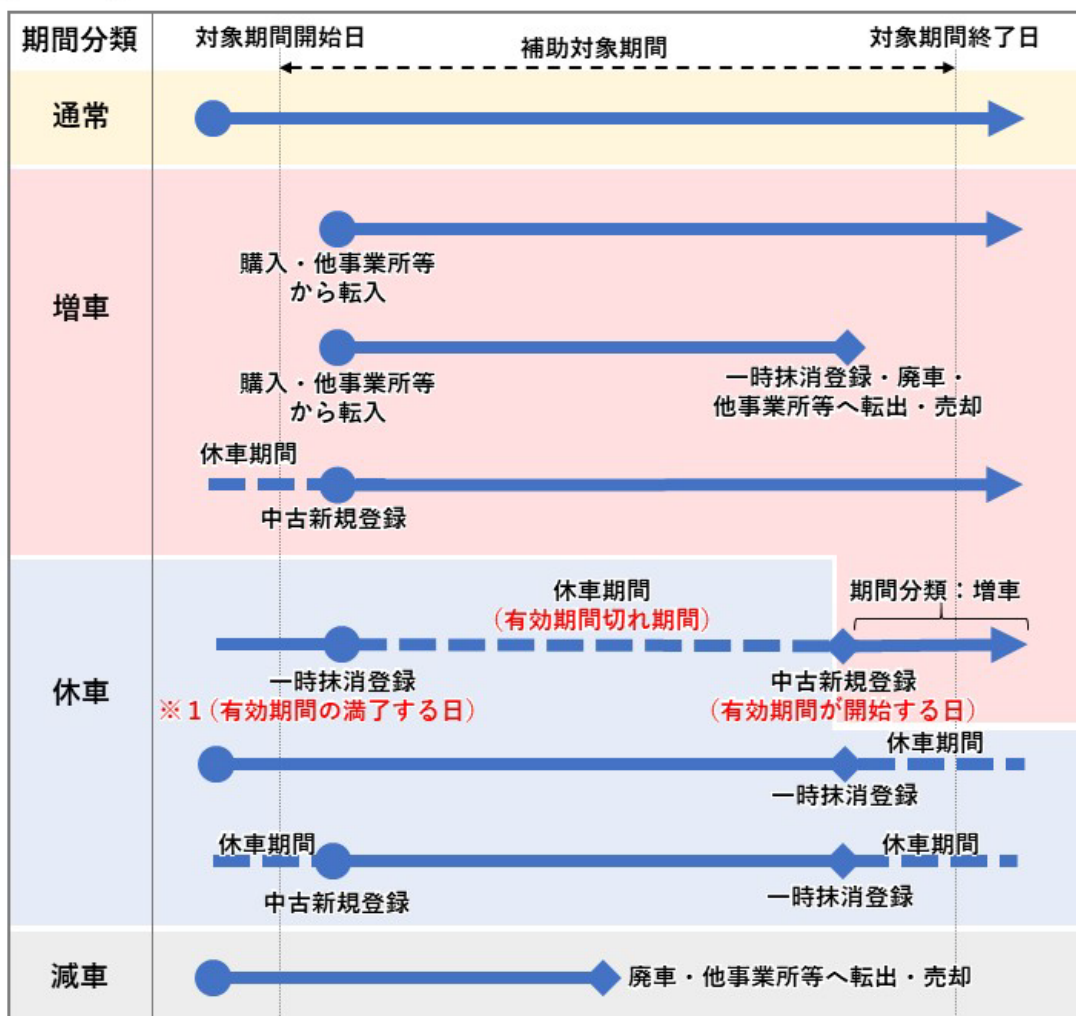 期間分類
対象期間開始日
補助対象期間
対象期間終了日
通常
増車
購入・他事業所等
から転入
購入・他事業所等
から転入
一時抹消登録・廃車・
他事業所等へ転出・売却
休車期間
中古新規登録
休車
休車期間
(有効期間切れ期間)
期間分類：増車
一時抹消登録
※1(有効期間の満了する日)
中古新規登録
(有効期間が開始する日)
休車期間
一時抹消登録
休車期間
中古新規登録
休車期間
一時抹消登録
減車
廃車・他事業所等へ転出・売却